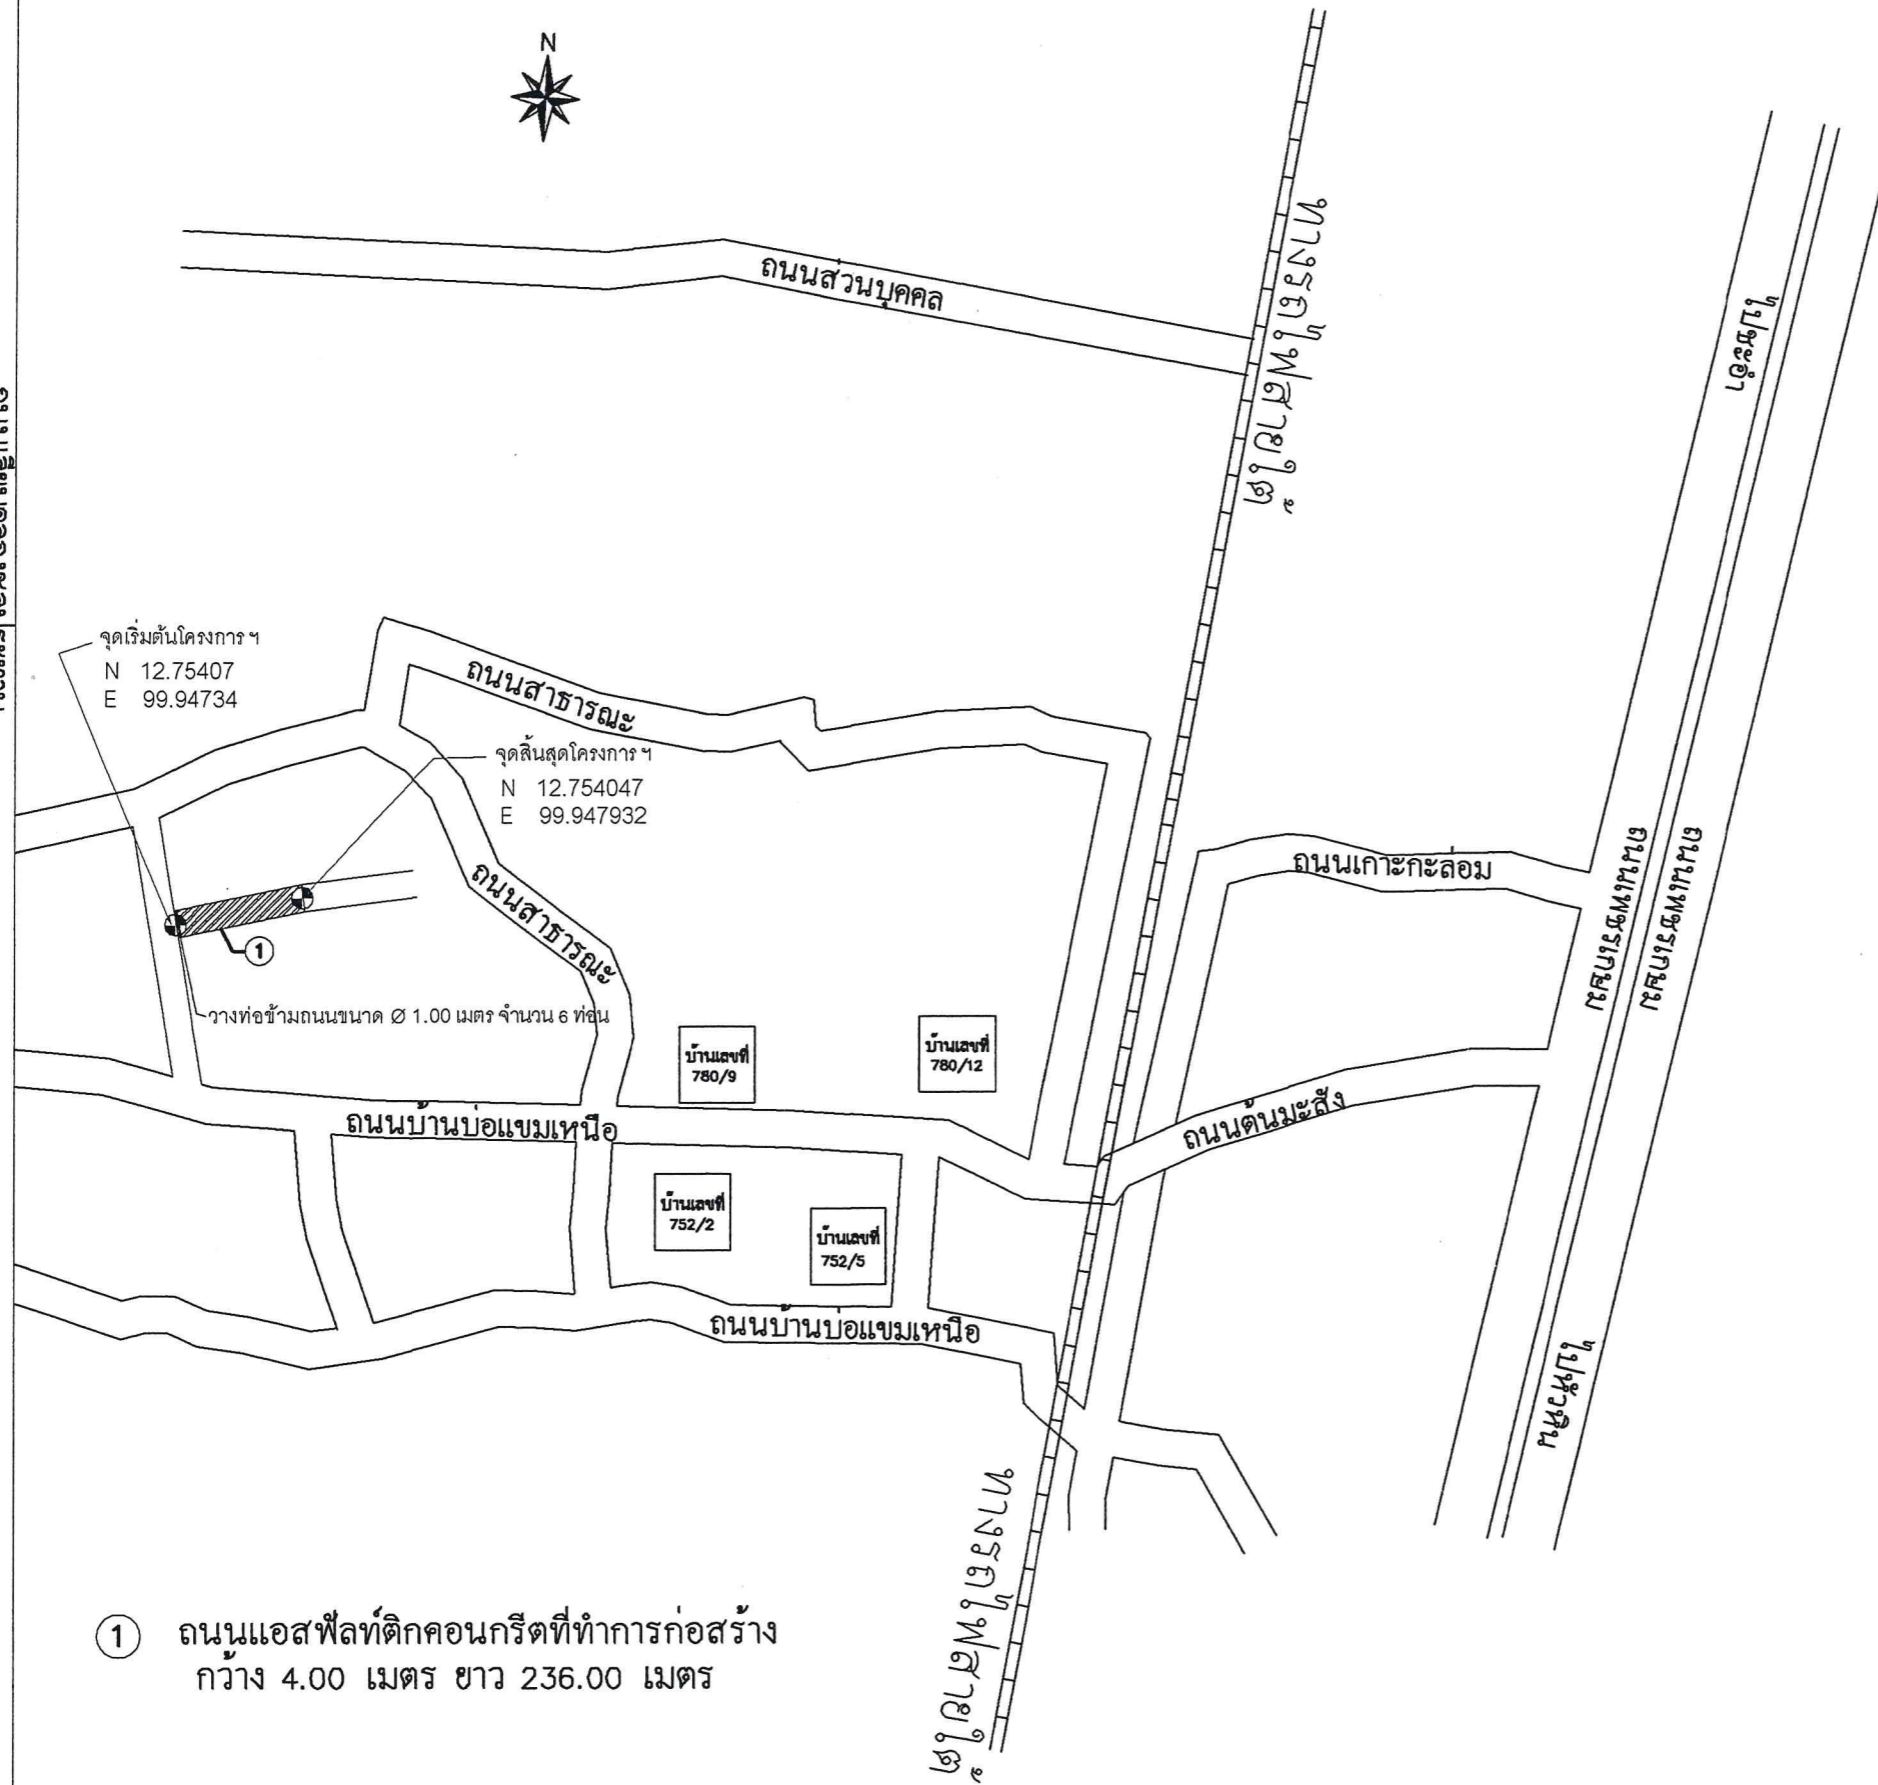 N
ถนนส่วนบุคคล
ทางรถไฟสายใต้
ไปชะอำ
จุดเริ่มต้นโครงการ ฯ
N 12.75407
E 99.94734
ถนนสาธารณะ
จุดสิ้นสุดโครงการ ฯ
N 12.754047
E 99.947932
ถนนสาธารณะ
ถนนเกาะกะล่อม
ถนนเพชรเกษม
ถนนเพชรเกษม
1
วางท่อข้ามถนนขนาด Ø 1.00 เมตร จำนวน 6 ท่อน
บ้านเลขที่
780/9
บ้านเลขที่
780/12
ถนนบ้านบ่อแขมเหนือ
ถนนต้นมะสัง
บ้านเลขที่
752/2
บ้านเลขที่
752/5
ถนนบ้านบ่อแขมเหนือ
ไปหัวหิน
ทางรถไฟสายใต้
1 ถนนแอสฟัลท์ติกคอนกรีตที่ทำการก่อสร้าง
กว้าง 4.00 เมตร ยาว 236.00 เมตร